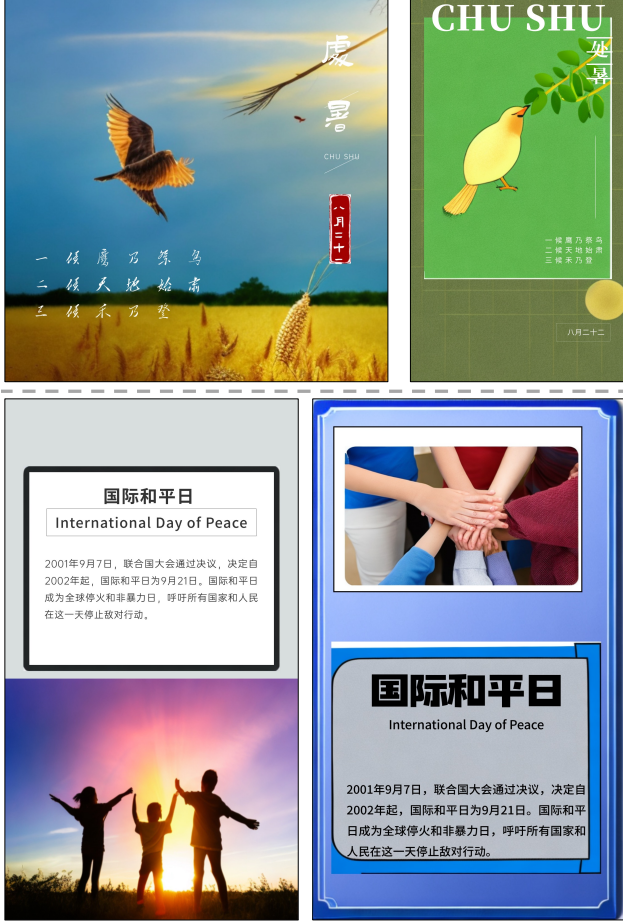 處
暑
CHU SHU
八月二十二
一候鹰乃祭鸟
二候天地始肃
三候禾乃登
CHU SHU
处
暑
一候鹰乃祭鸟
二候天地始肃
三候禾乃登
八月二十二
国际和平日
International Day of Peace
2001年9月7日，联合国大会通过决议，决定自
2002年起，国际和平日为9月21日。国际和平日
成为全球停火和非暴力日，呼吁所有国家和人民
在这一天停止敌对行动。
国际和平日
International Day of Peace
2001年9月7日，联合国大会通过决议，决定自
2002年起，国际和平日为9月21日。国际和平
日成为全球停火和非暴力日，呼吁所有国家和
人民在这一天停止敌对行动。